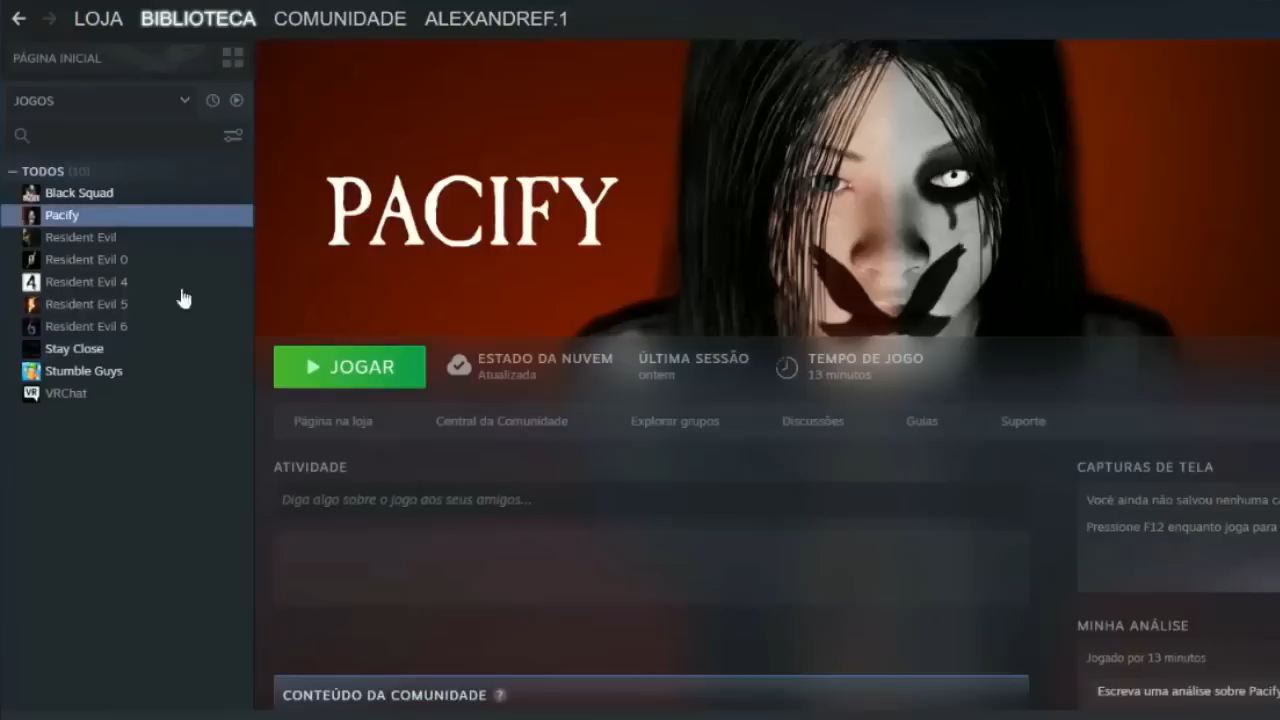 LOJA BIBLIOTECA COMUNIDADE ALEXANDREF.1
PÁGINA INICIAL
JOGOS
TODOS (10)
Black Squad
Pacify
Resident Evil
Resident Evil 0
Resident Evil 4
Resident Evil 5
Resident Evil 6
Stay Close
Stumble Guys
VRChat
PACIFY
JOGAR
ESTADO DA NUVEM
Atualizada
ÚLTIMA SESSÃO
ontem
TEMPO DE JOGO
13 minutos
Página na loja Central da Comunidade Explorar grupos Discussões Guias Suporte
ATIVIDADE
Diga algo sobre o jogo aos seus amigos...
CONTEÚDO DA COMUNIDADE ?
CAPTURAS DE TELA
Você ainda não salvou nenhuma
Pressione F12 enquanto joga para
MINHA ANÁLISE
Jogado por 13 minutos
Escreva uma análise sobre Pacify